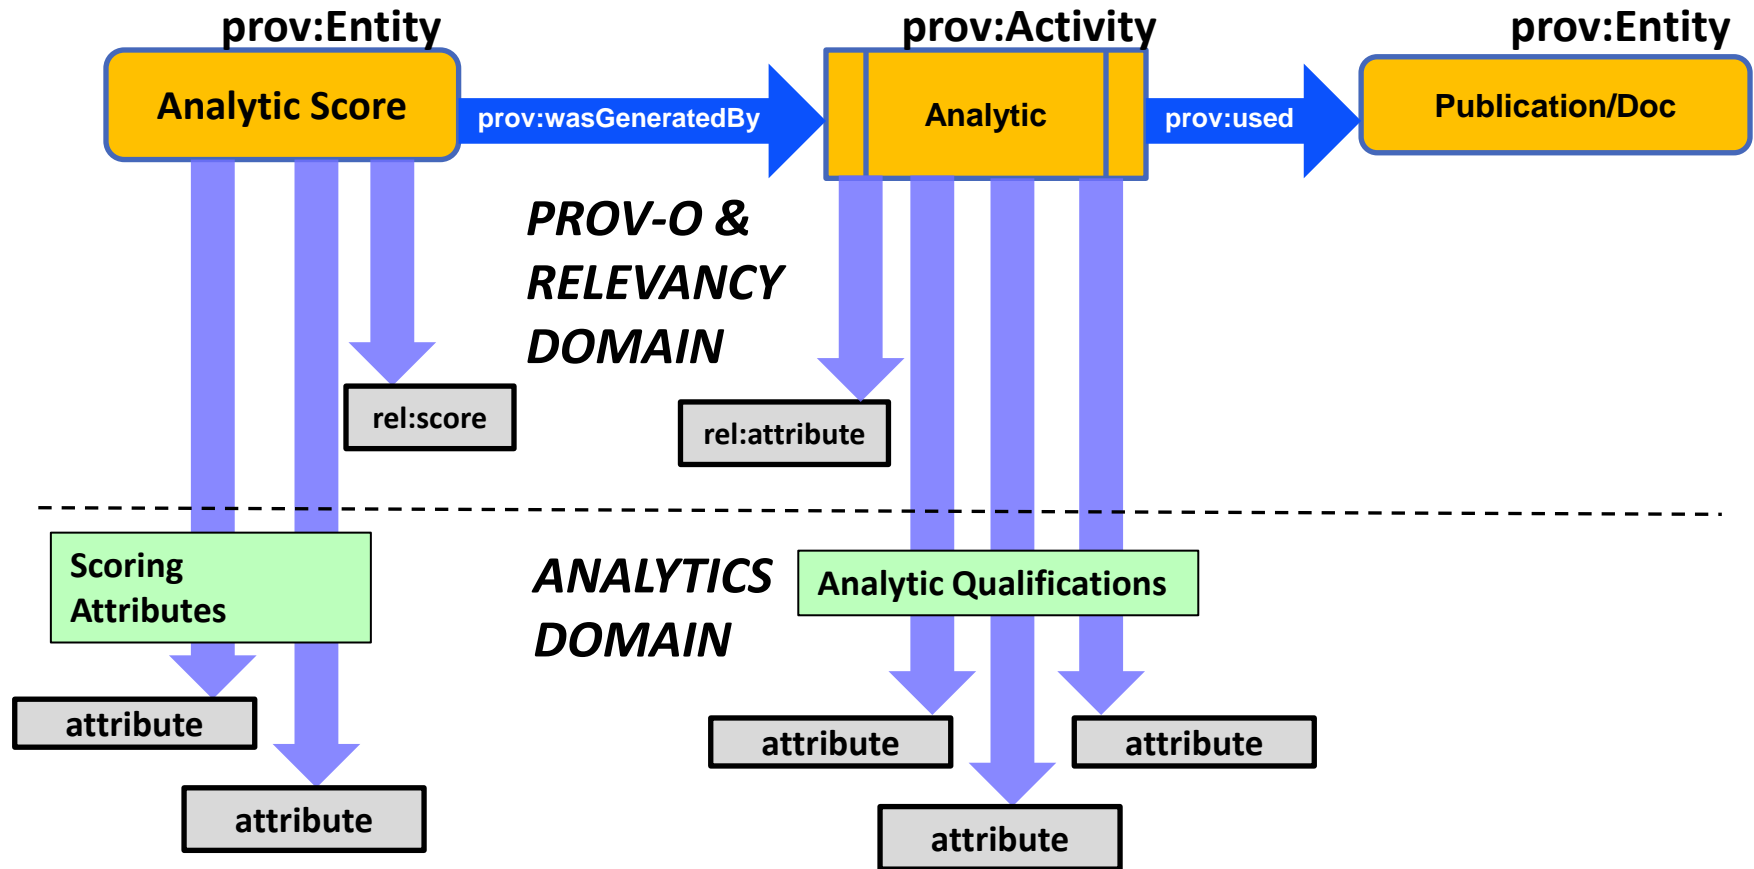 prov:Entity
prov:Activity
prov:Entity
Analytic Score
prov:wasGeneratedBy
Analytic
prov:used
Publication/Doc
PROV-O &
RELEVANCY
DOMAIN
rel:score
rel:attribute
Scoring
Attributes
ANALYTICS
DOMAIN
Analytic Qualifications
attribute
attribute
attribute
attribute
attribute